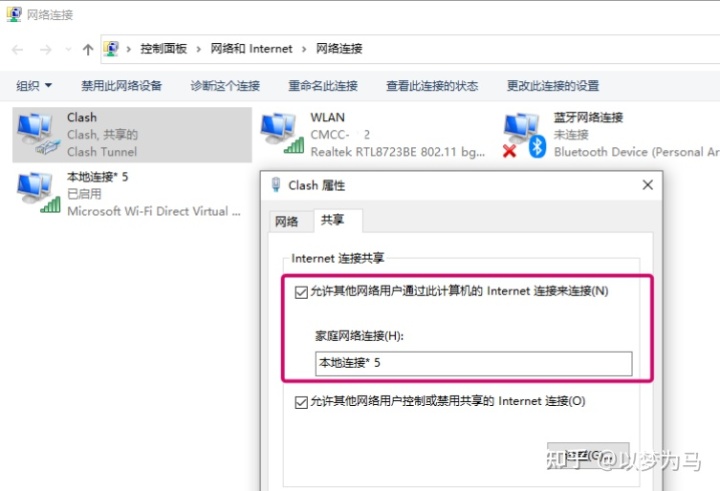 网络连接
控制面板 › 网络和 Internet › 网络连接
组织 禁用此网络设备 诊断这个连接 重命名此连接 查看此连接的状态 更改此连接的设置
Clash
Clash, 共享的
Clash Tunnel
WLAN
CMCC- 2
Realtek RTL8723BE 802.11 bg...
蓝牙网络连接
未连接
Bluetooth Device (Personal Ar
本地连接* 5
已启用
Microsoft Wi-Fi Direct Virtual ...
Clash 属性
网络 共享
Internet 连接共享
允许其他网络用户通过此计算机的 Internet 连接来连接(N)
家庭网络连接(H):
本地连接* 5
允许其他网络用户控制或禁用共享的 Internet 连接(O)
知乎 @以梦为马